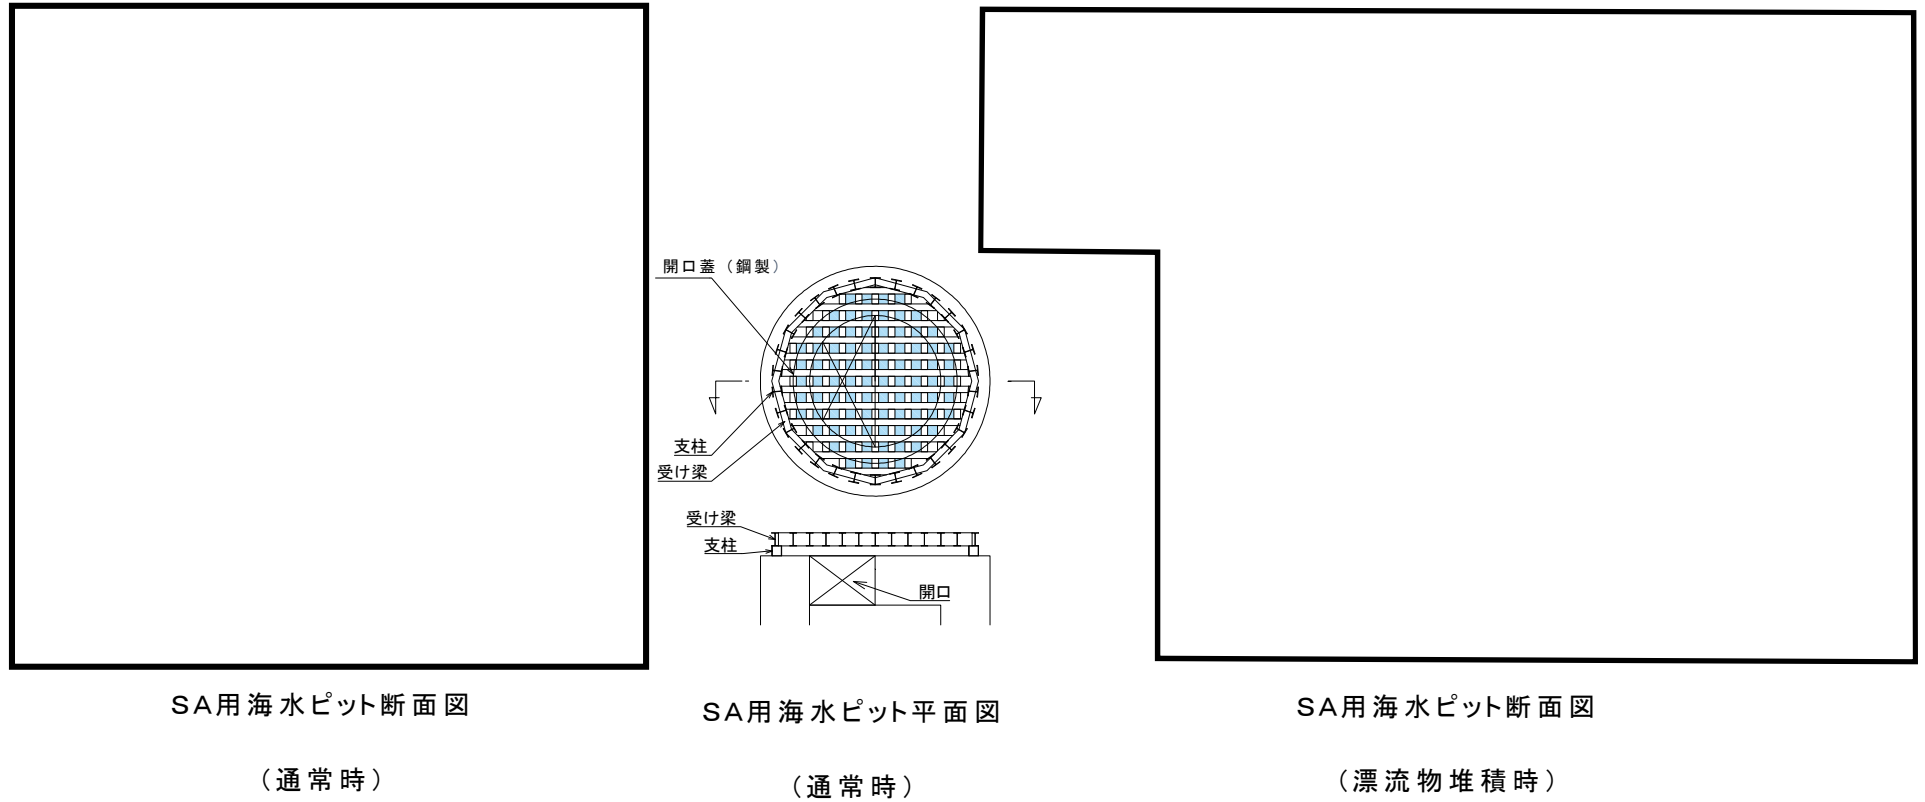 開口蓋（鋼製）
支柱
受け梁
受け梁
支柱
開口
SA用海水ピット断面図
（通常時）
SA用海水ピット平面図
（通常時）
SA用海水ピット断面図
（漂流物堆積時）